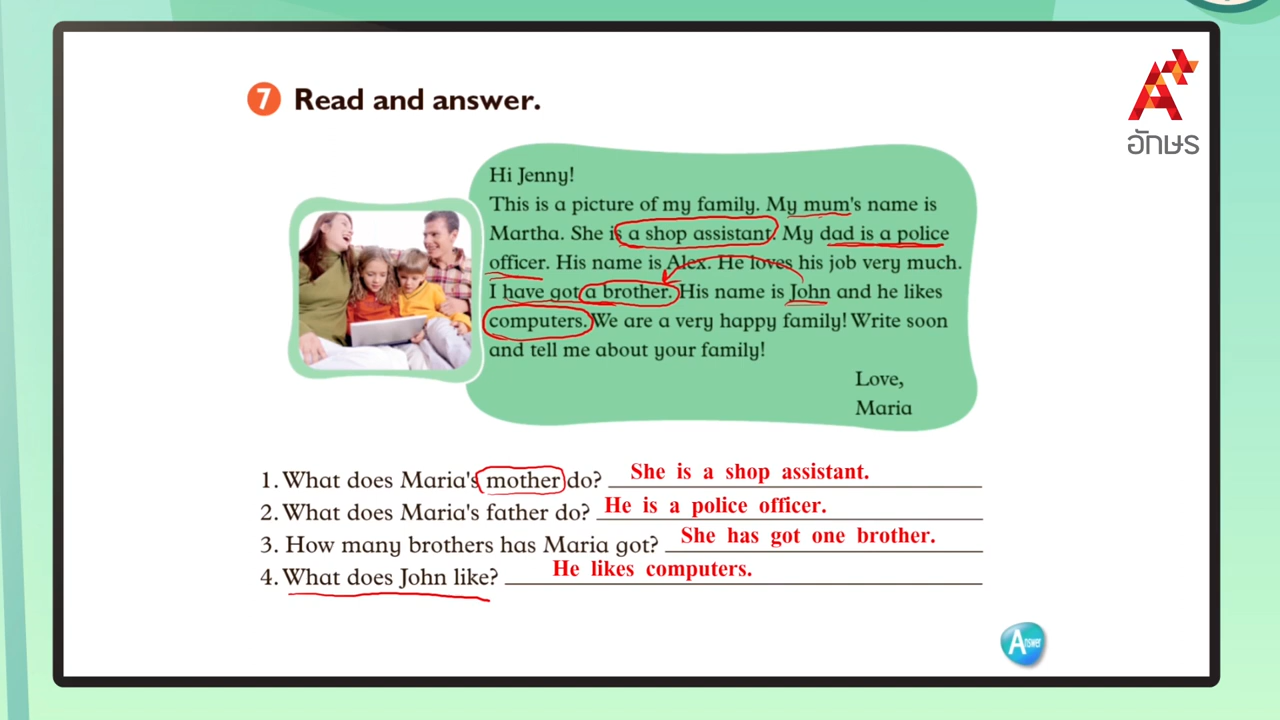 อักษร
7 Read and answer.
Hi Jenny!
This is a picture of my family. My mum's name is
Martha. She is a shop assistant. My dad is a police
officer. His name is Alex. He loves his job very much.
I have got a brother. His name is John and he likes
computers. We are a very happy family! Write soon
and tell me about your family!
Love,
Maria
1. What does Maria's mother do? She is a shop assistant.
2. What does Maria's father do? He is a police officer.
3. How many brothers has Maria got? She has got one brother.
4. What does John like? He likes computers.
Answer